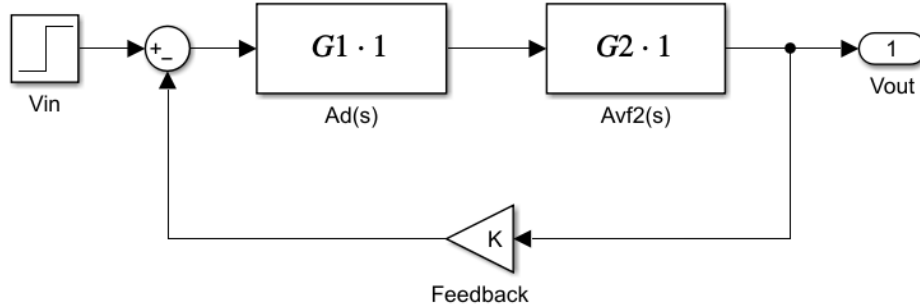 +
−
G1 · 1
G2 · 1
1
Vin
Ad(s)
Avf2(s)
Vout
K
Feedback